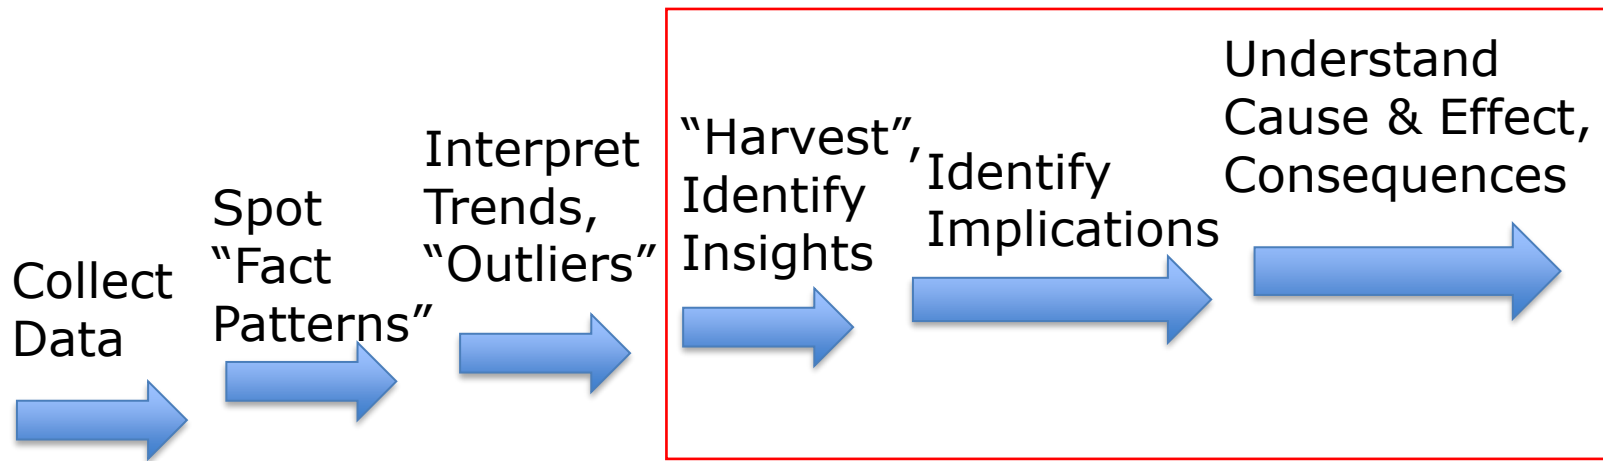 Collect
Data
Spot
“Fact
Patterns”
Interpret
Trends,
“Outliers”
“Harvest”,
Identify
Insights
Identify
Implications
Understand
Cause & Effect,
Consequences